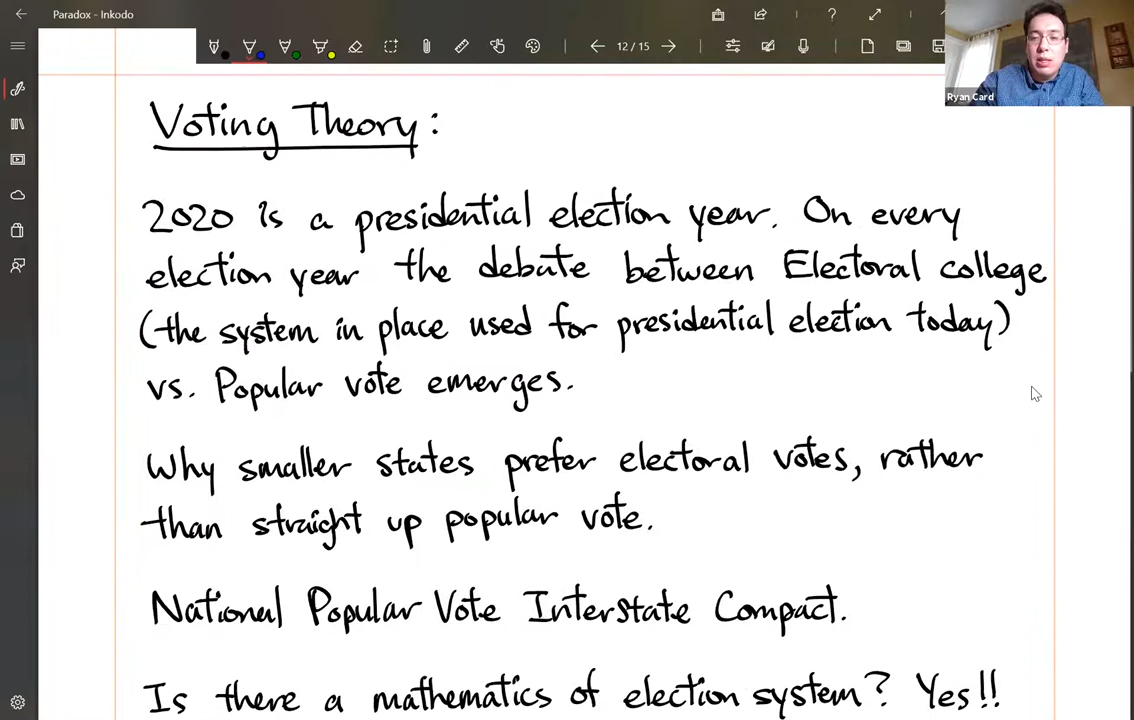 Paradox - Inkodo
12 / 15
Ryan Card
Voting Theory:
2020 is a presidential election year. On every
election year the debate between Electoral college
(the system in place used for presidential election today)
vs. Popular vote emerges.
Why smaller states prefer electoral votes, rather
than straight up popular vote.
National Popular Vote Interstate Compact.
Is there a mathematics of election system? Yes!!